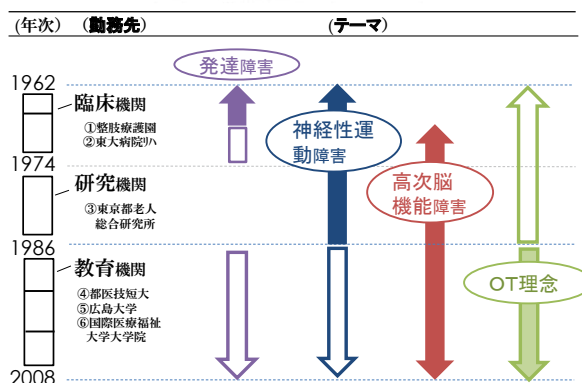 (年次) (勤務先) (テーマ)
発達障害
1962
臨床機関
①整肢療護園
②東大病院リハ
神経性運
動障害
1974
研究機関
③東京都老人
総合研究所
高次脳
機能障害
1986
教育機関
④都医技短大
⑤広島大学
⑥国際医療福祉
大学大学院
OT理念
2008